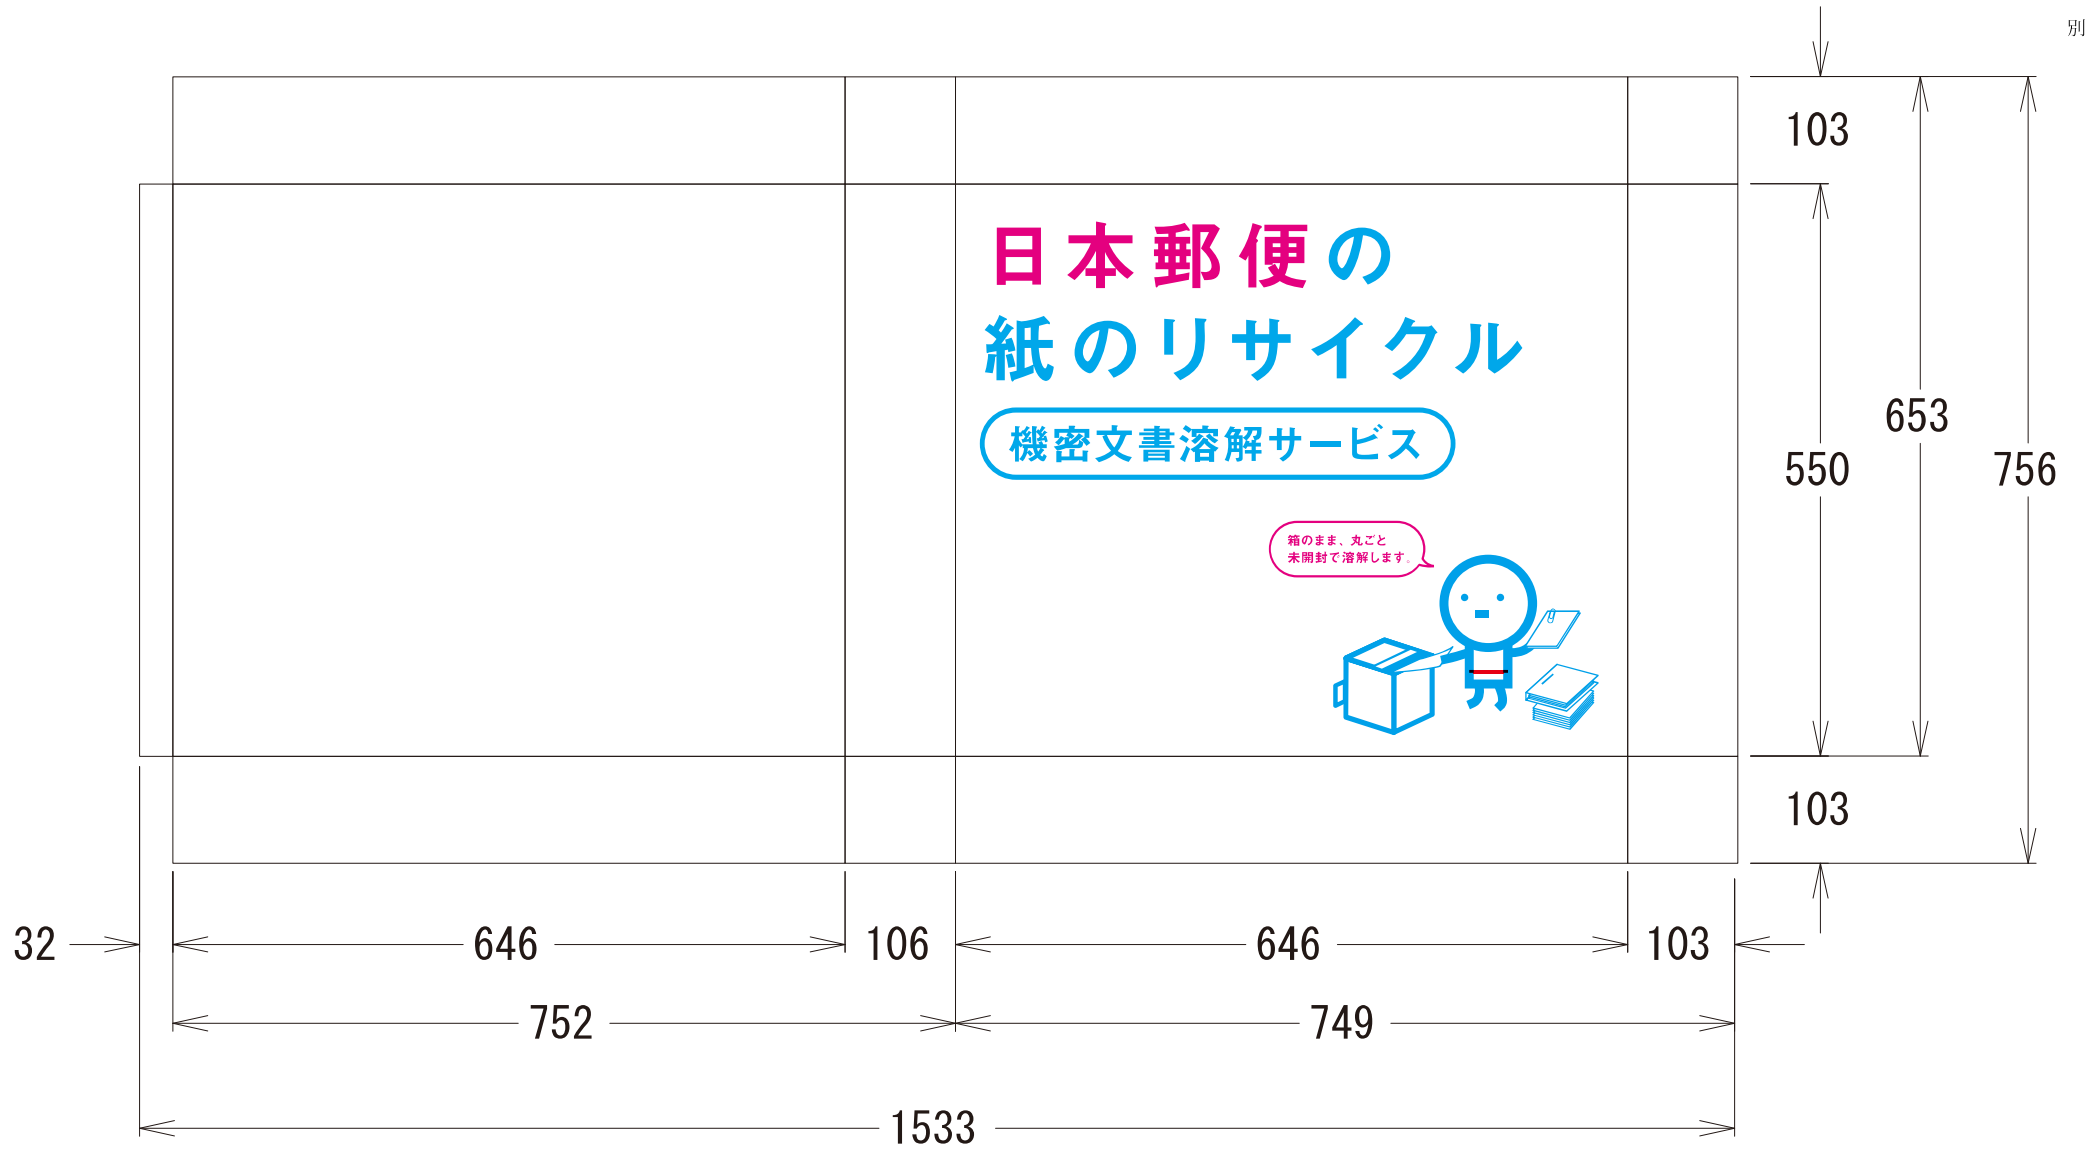 別
103
日本郵便の
紙のリサイクル
機密文書溶解サービス
箱のまま、丸ごと
未開封で溶解します。
653
550
756
103
32
646
106
646
103
752
749
1533